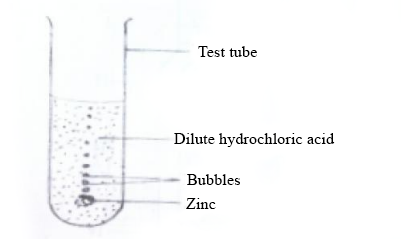 Test tube
Dilute hydrochloric acid
Bubbles
Zinc